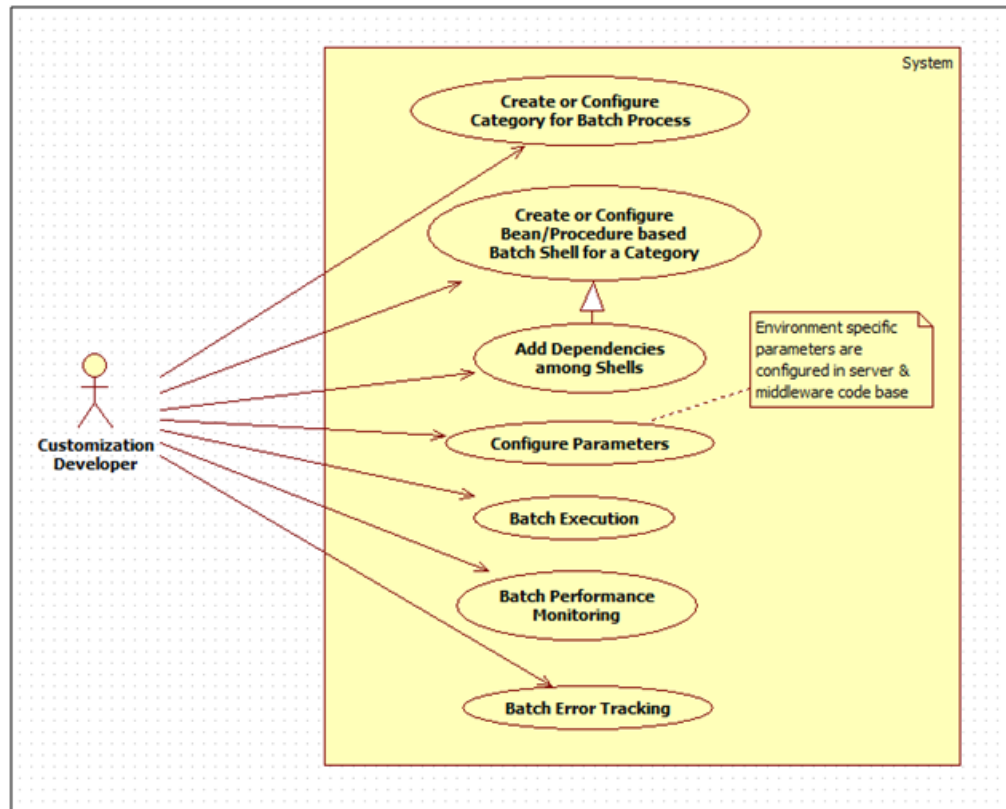 System
Create or Configure
Category for Batch Process
Create or Configure
Bean/Procedure based
Batch Shell for a Category
Add Dependencies
among Shells
Environment specific
parameters are
configured in server &
middleware code base
Customization
Developer
Configure Parameters
Batch Execution
Batch Performance
Monitoring
Batch Error Tracking